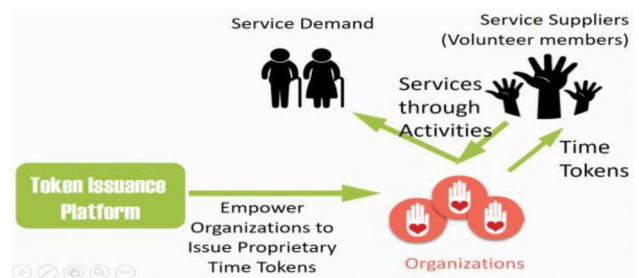 Service Demand
Service Suppliers
(Volunteer members)
Services
through
Activities
Time
Tokens
Token Issuance
Platform
Empower
Organizations to
Issue Proprietary
Time Tokens
Organizations